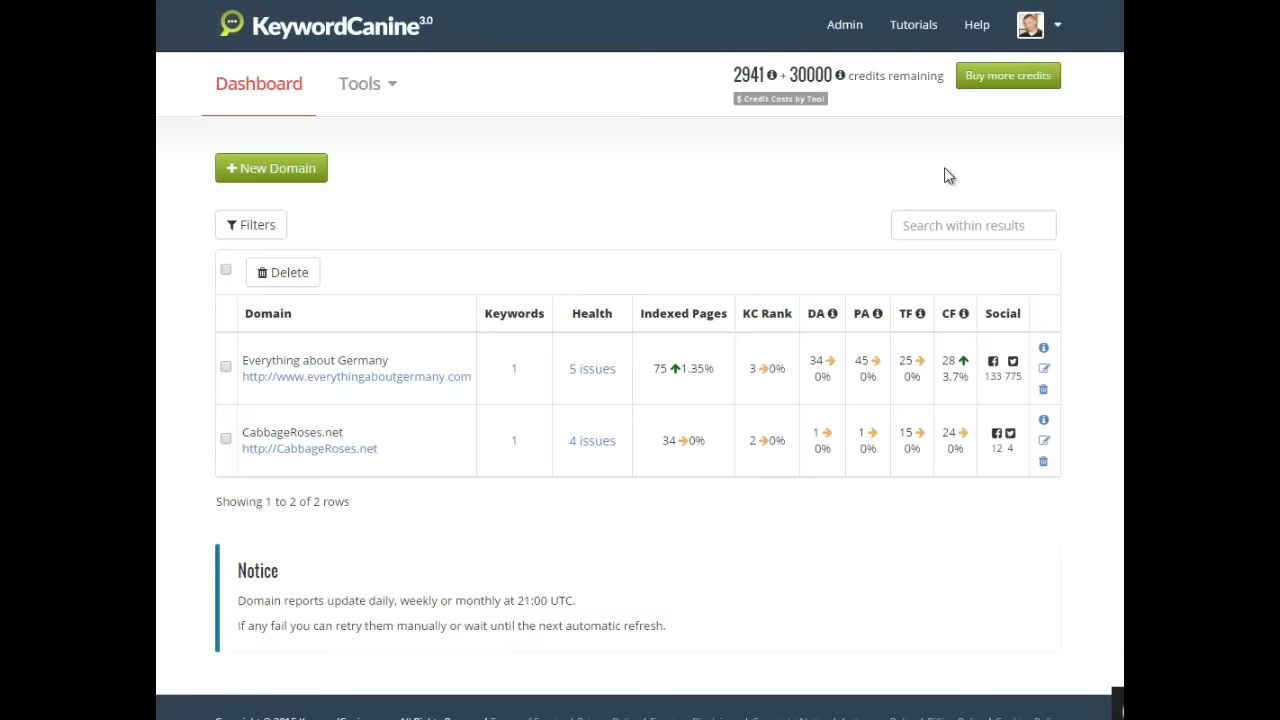 KeywordCanine 3.0
Admin Tutorials Help
Dashboard Tools
2941 + 30000 credits remaining
Buy more credits
$ Credit Costs by Tool
+ New Domain
Filters
Search within results
Delete
Domain Keywords Health Indexed Pages KC Rank DA PA TF CF Social
Everything about Germany
http://www.everythingaboutgermany.com
1 5 issues 75 1.35% 3 0% 34 0% 45 0% 25 0% 28 3.7% 133 775
CabbageRoses.net
http://CabbageRoses.net
1 4 issues 34 0% 2 0% 1 0% 1 0% 15 0% 24 0% 12 4
Showing 1 to 2 of 2 rows
Notice
Domain reports update daily, weekly or monthly at 21:00 UTC.
If any fail you can retry them manually or wait until the next automatic refresh.